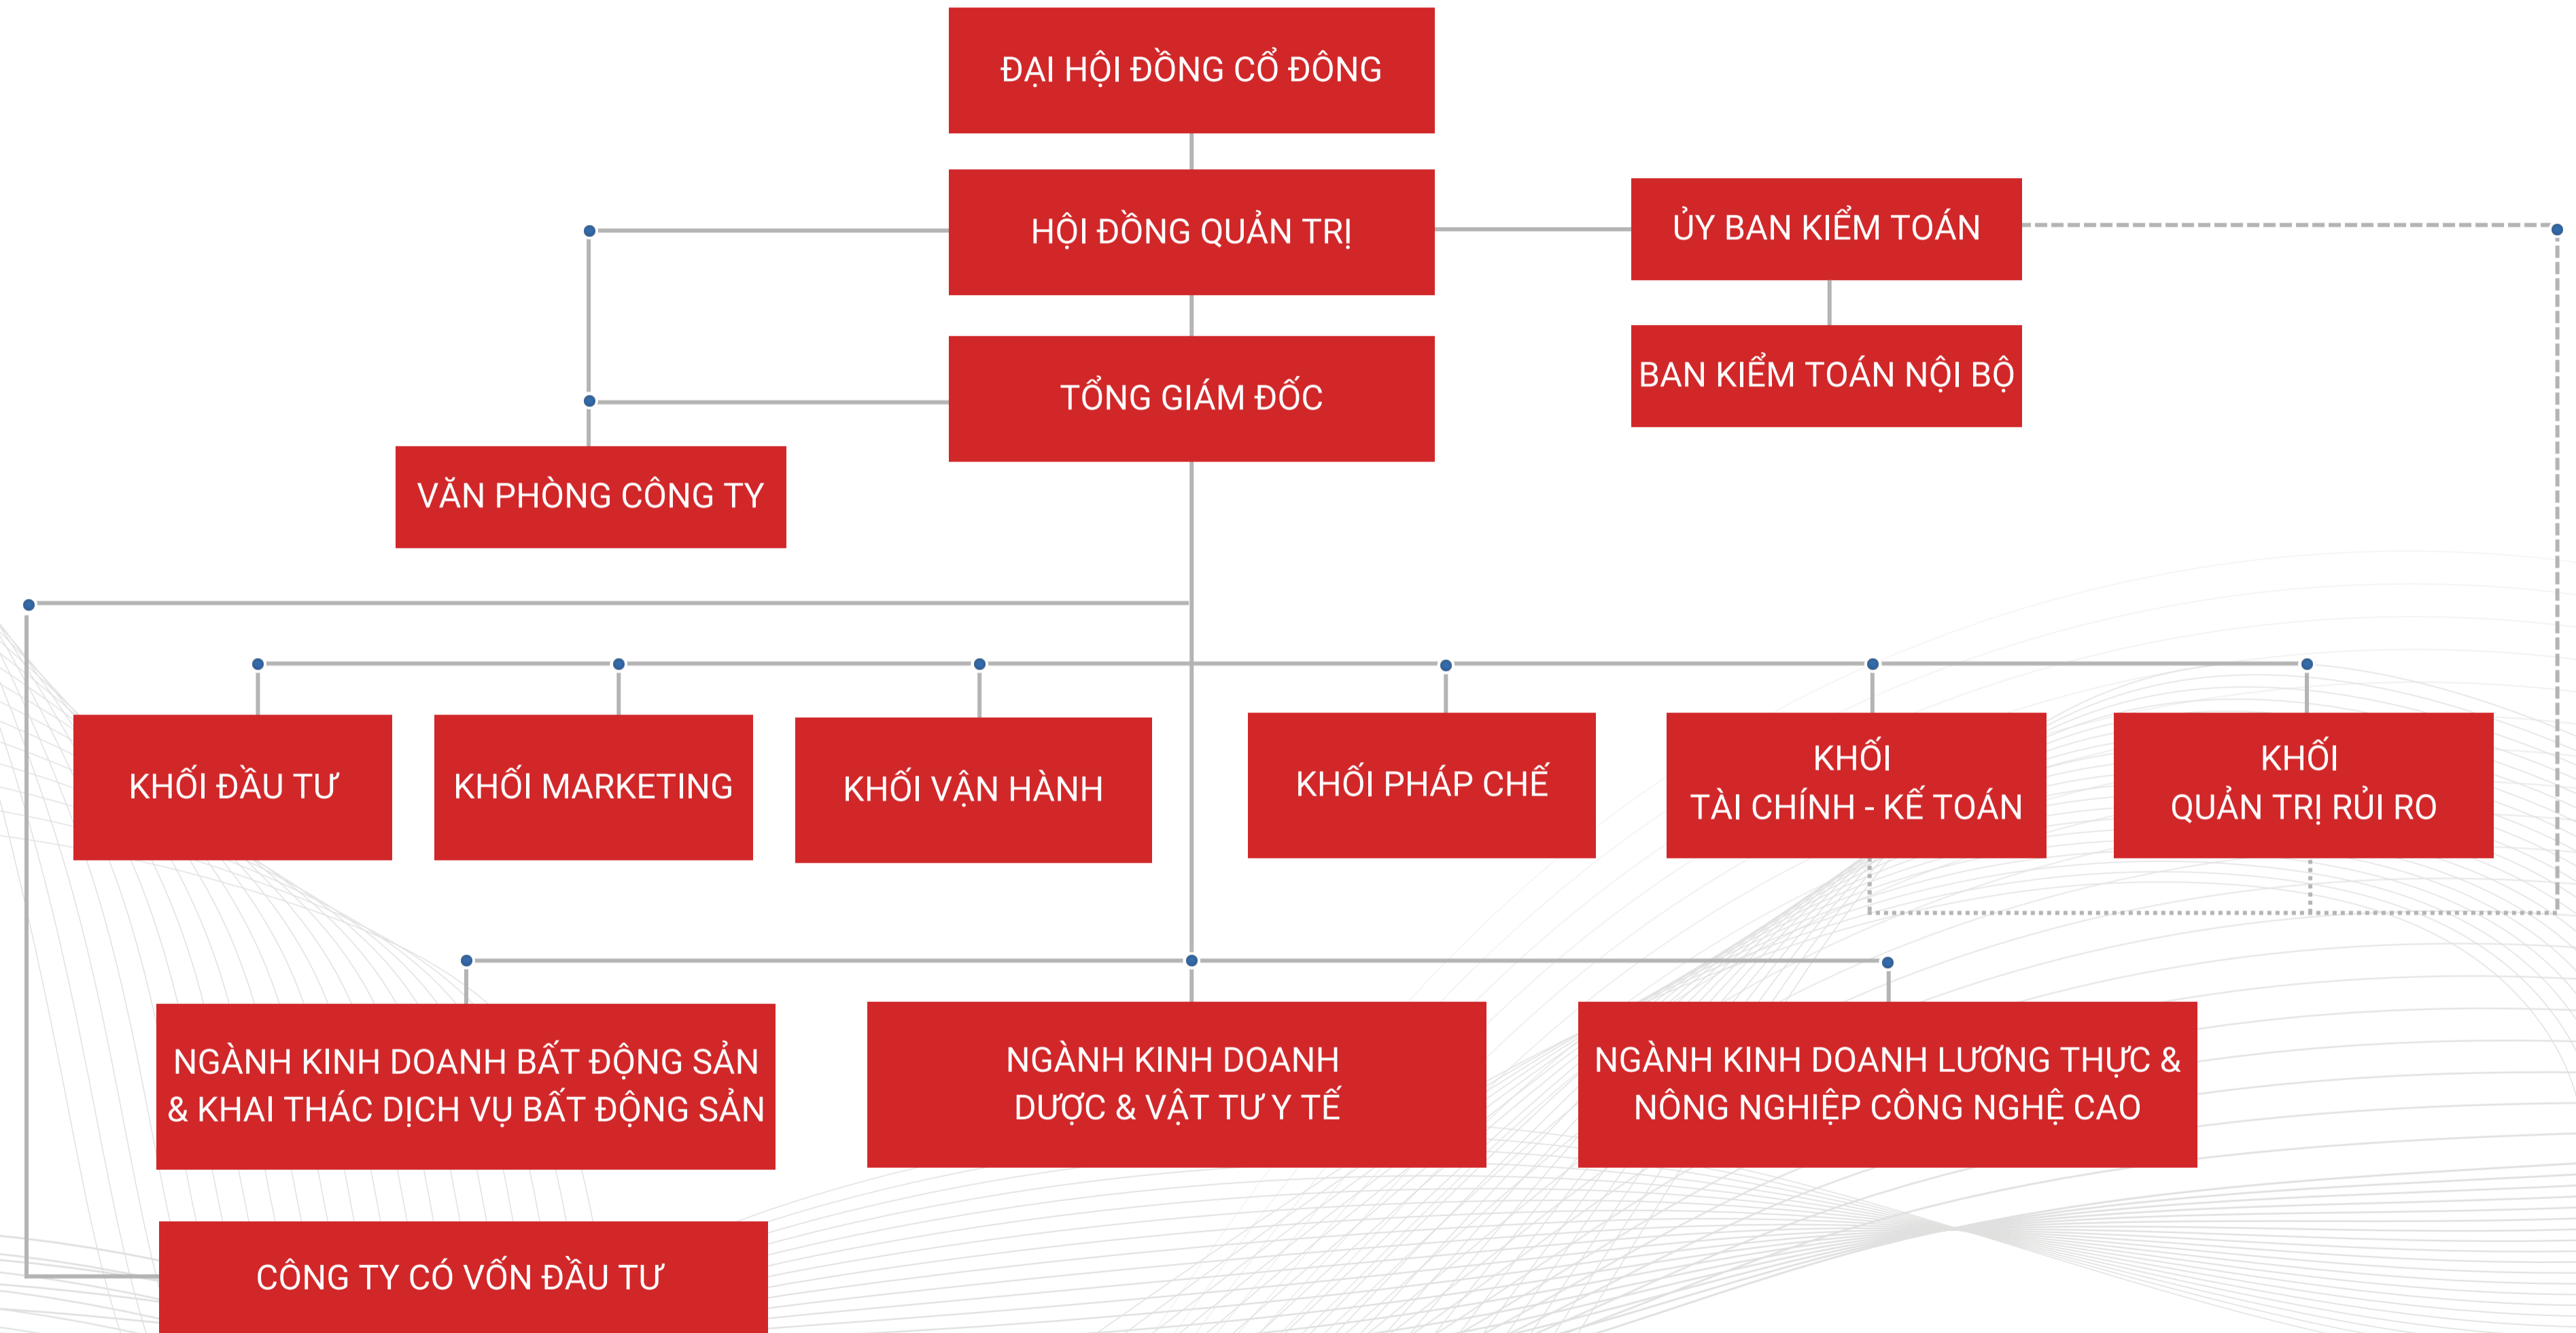 ĐẠI HỘI ĐỒNG CỔ ĐÔNG
HỘI ĐỒNG QUẢN TRỊ
ỦY BAN KIỂM TOÁN
BAN KIỂM TOÁN NỘI BỘ
TỔNG GIÁM ĐỐC
VĂN PHÒNG CÔNG TY
KHỐI ĐẦU TƯ
KHỐI MARKETING
KHỐI VẬN HÀNH
KHỐI PHÁP CHẾ
KHỐI
TÀI CHÍNH - KẾ TOÁN
KHỐI
QUẢN TRỊ RỦI RO
NGÀNH KINH DOANH BẤT ĐỘNG SẢN
& KHAI THÁC DỊCH VỤ BẤT ĐỘNG SẢN
NGÀNH KINH DOANH
DƯỢC & VẬT TƯ Y TẾ
NGÀNH KINH DOANH LƯƠNG THỰC &
NÔNG NGHIỆP CÔNG NGHỆ CAO
CÔNG TY CÓ VỐN ĐẦU TƯ